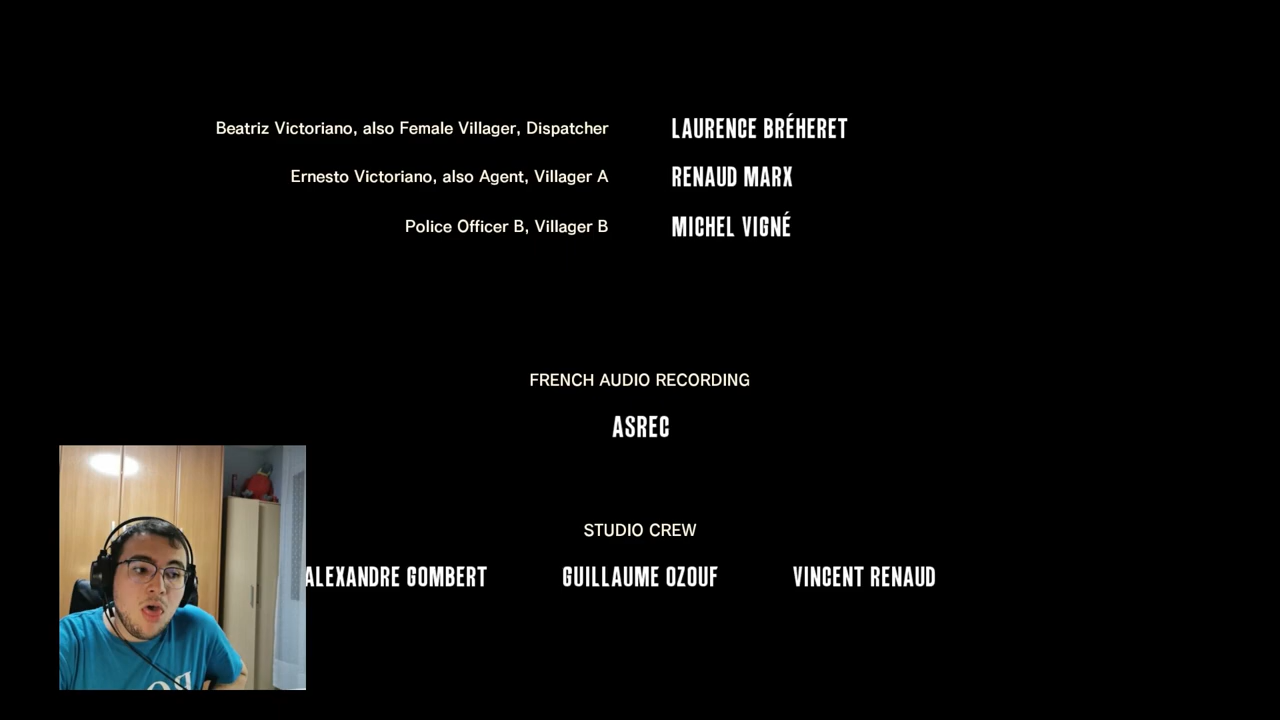 Beatriz Victoriano, also Female Villager, Dispatcher LAURENCE BRÉHERET
Ernesto Victoriano, also Agent, Villager A RENAUD MARX
Police Officer B, Villager B MICHEL VIGNÉ
FRENCH AUDIO RECORDING
ASREC
STUDIO CREW
ALEXANDRE GOMBERT GUILLAUME OZOUF VINCENT RENAUD